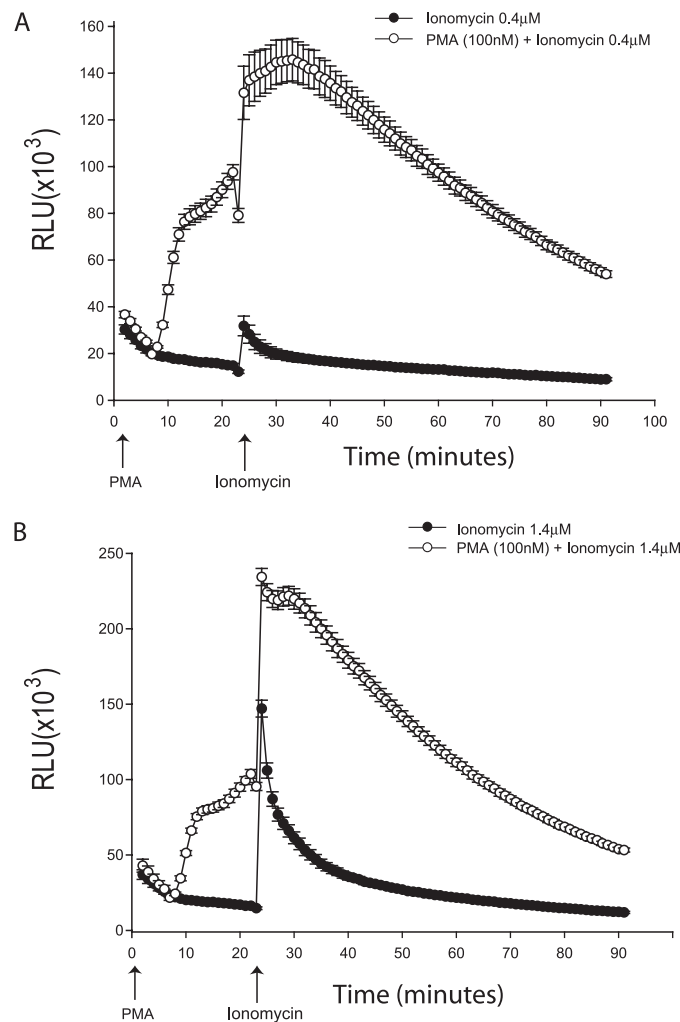 A
Ionomycin 0.4μM
PMA (100nM) + Ionomycin 0.4μM
160
140
120
100
80
60
40
20
0
RLU(x10³)
0 10 20 30 40 50 60 70 80 90 100
PMA
Ionomycin
Time (minutes)
B
Ionomycin 1.4μM
PMA (100nM) + Ionomycin 1.4μM
250
200
150
100
50
0
RLU(x10³)
0 10 20 30 40 50 60 70 80 90
PMA
Ionomycin
Time (minutes)